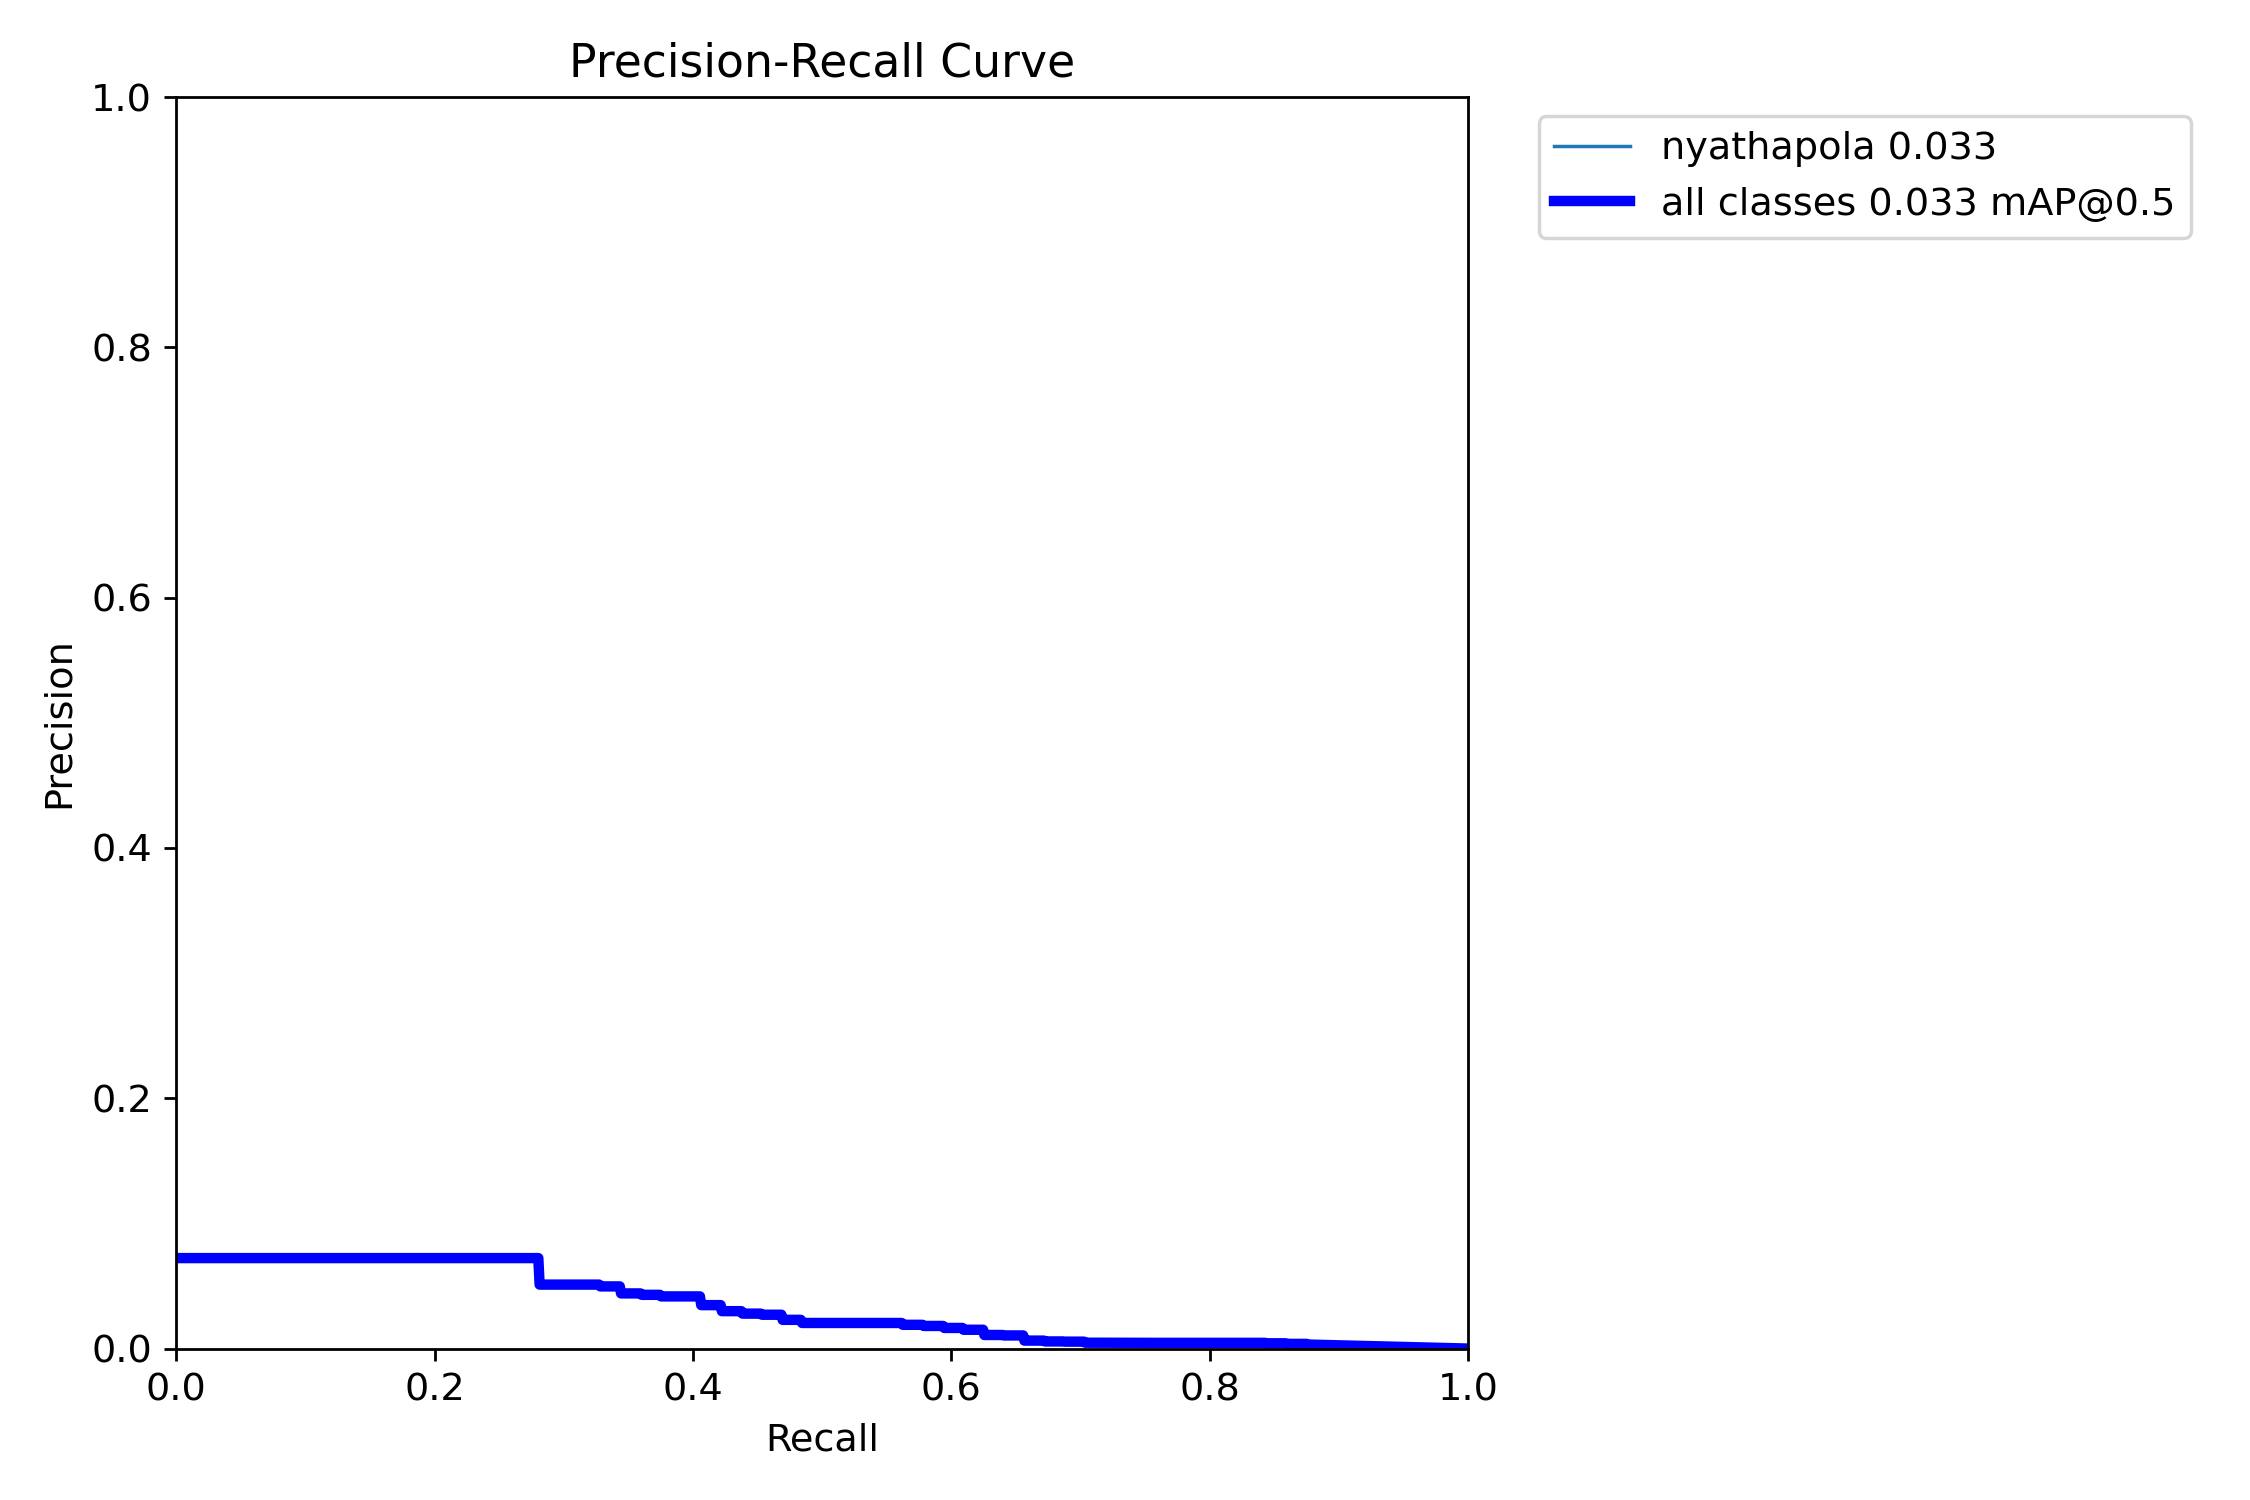 Precision-Recall Curve
1.0
0.8
0.6
0.4
0.2
0.0
Precision
0.0 0.2 0.4 0.6 0.8 1.0
Recall
nyathapola 0.033
all classes 0.033 mAP@0.5